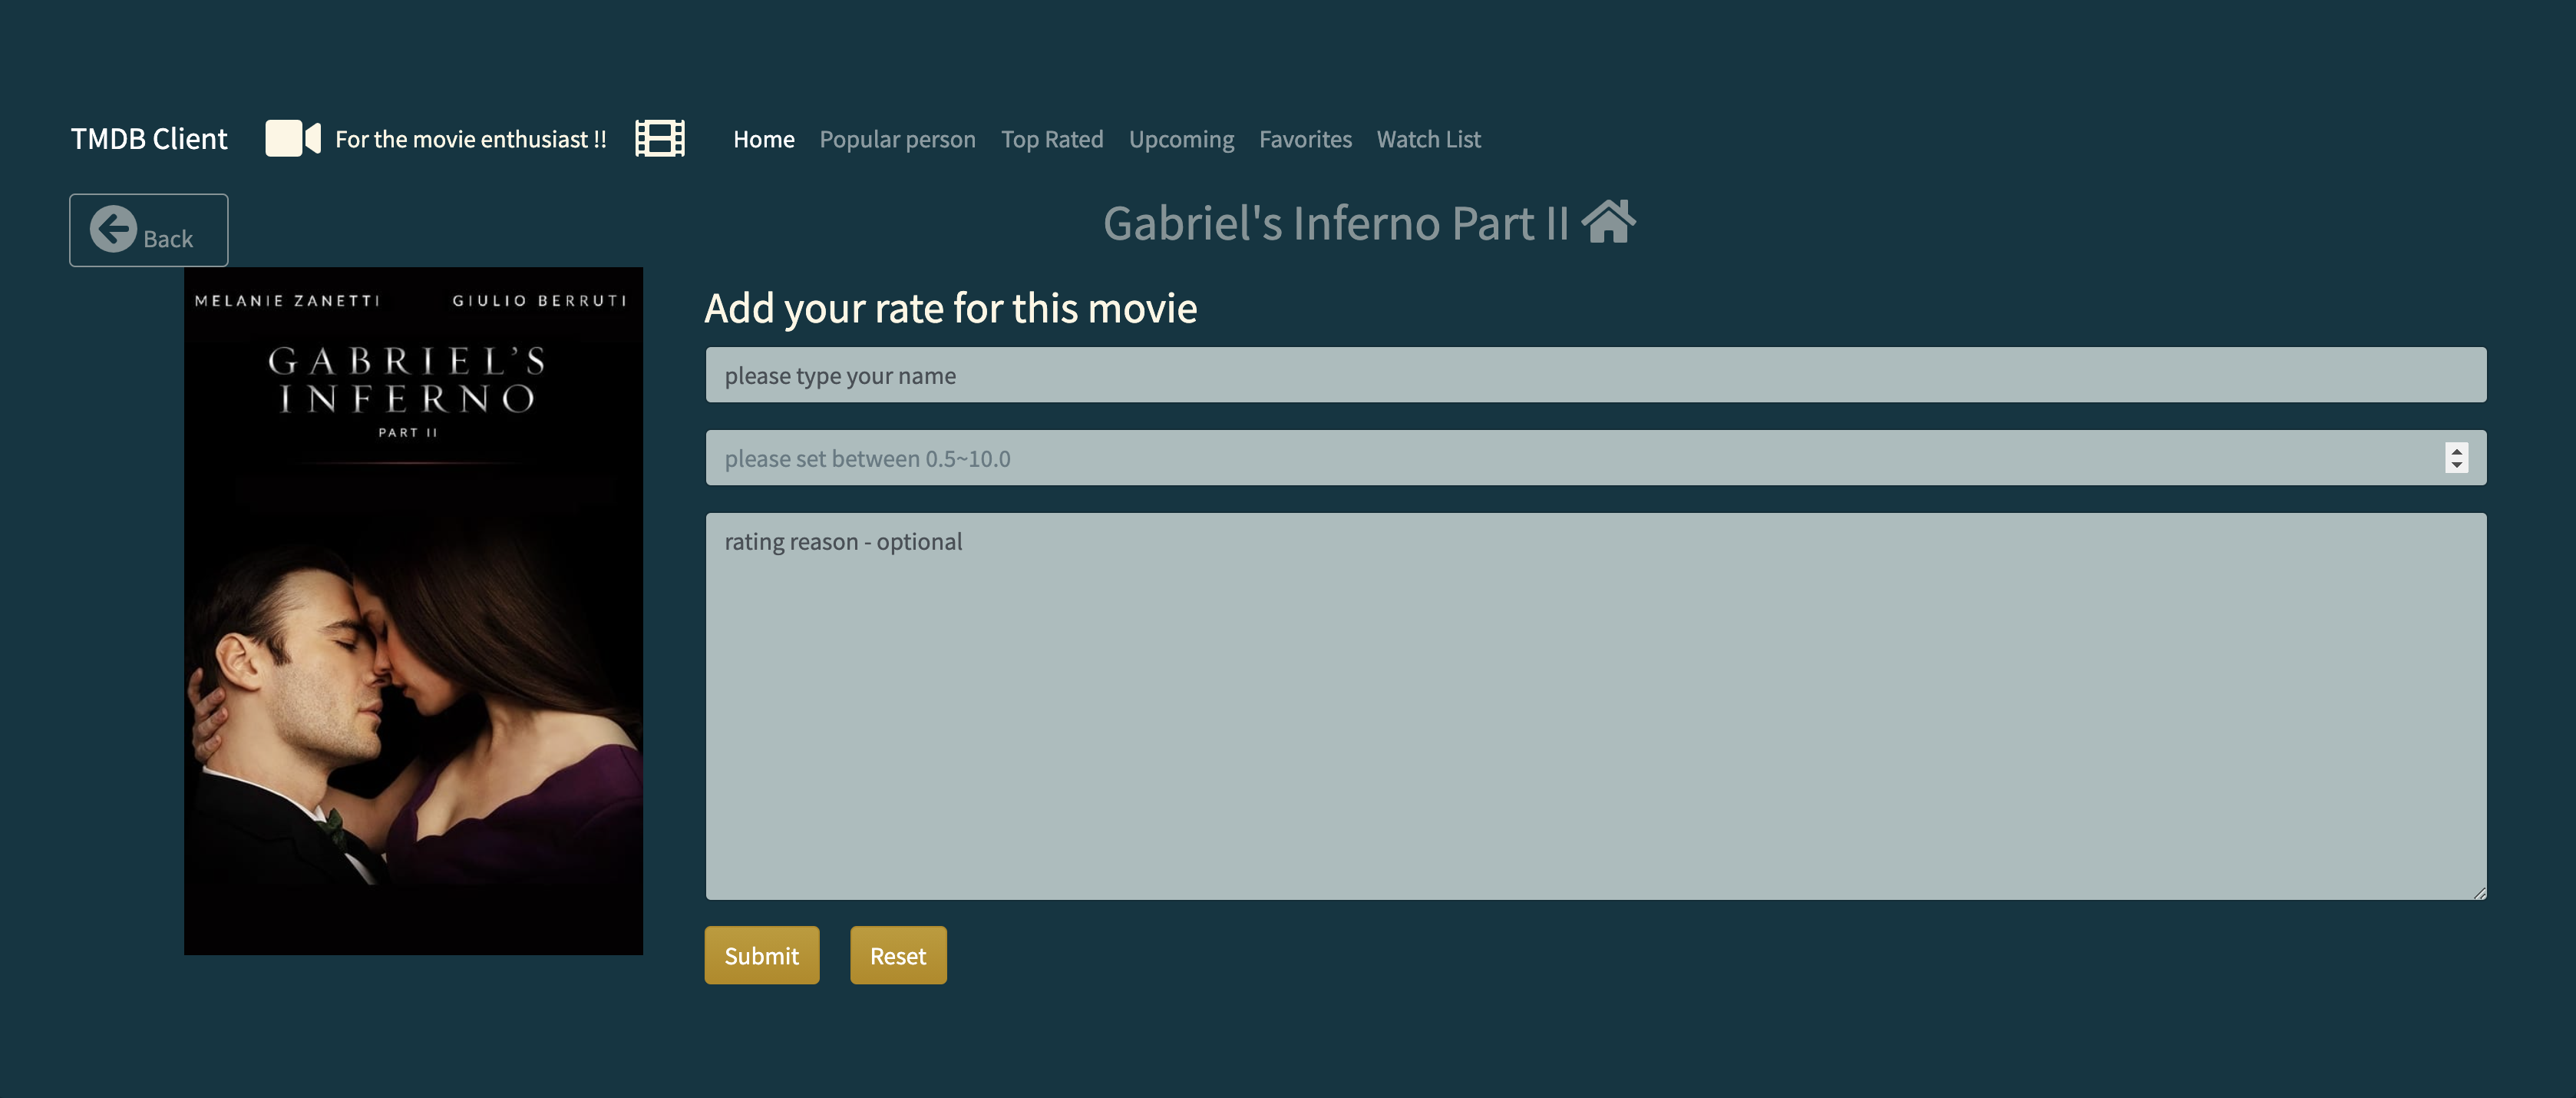 TMDB Client For the movie enthusiast !! Home Popular person Top Rated Upcoming Favorites Watch List
Back
Gabriel's Inferno Part II
MELANIE ZANETTI GIULIO BERRUTI
GABRIEL'S
INFERNO
PART II
Add your rate for this movie
please type your name
please set between 0.5~10.0
rating reason - optional
Submit Reset